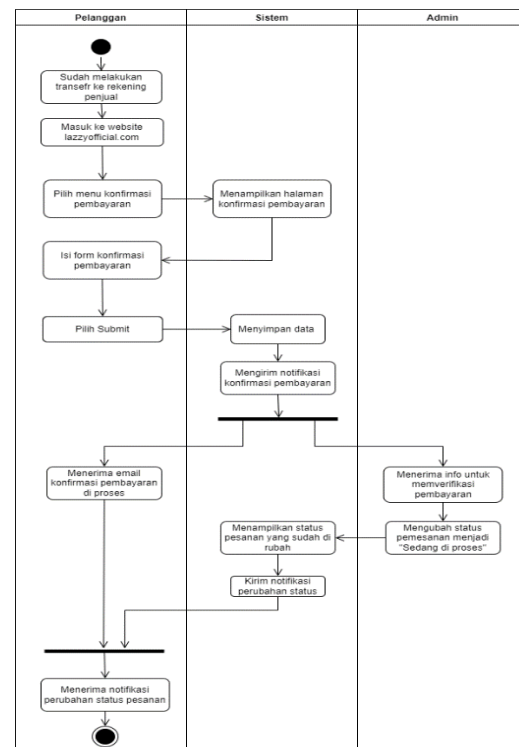 Pelanggan
Sistem
Admin
Sudah melakukan
transefr ke rekening
penjual
Masuk ke website
lazzyofficial.com
Pilih menu konfirmasi
pembayaran
Menampilkan halaman
konfirmasi pembayaran
Isi form konfirmasi
pembayaran
Pilih Submit
Menyimpan data
Mengirim notifikasi
konfirmasi pembayaran
Menerima email
konfirmasi pembayaran
di proses
Menerima info untuk
memverifikasi
pembayaran
Menampilkan status
pesanan yang sudah di
rubah
Mengubah status
pemesanan menjadi
"Sedang di proses"
Kirim notifikasi
perubahan status
Menerima notifikasi
perubahan status pesanan